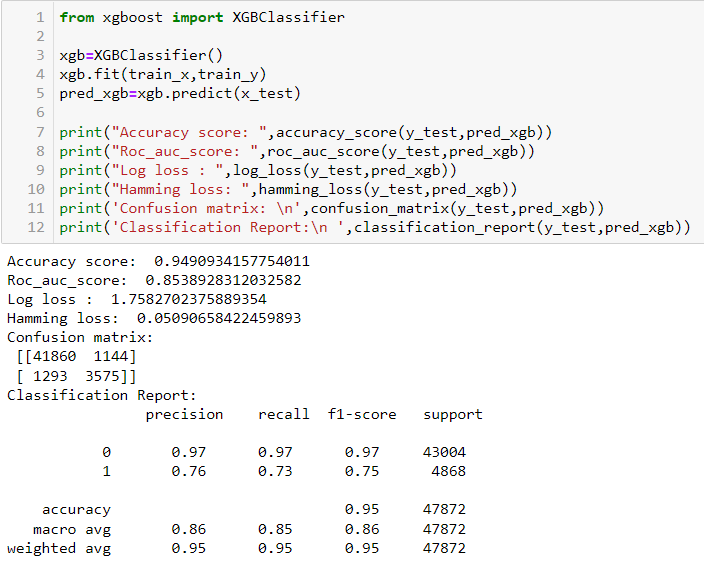 1 from xgboost import XGBClassifier
2
3 xgb=XGBClassifier()
4 xgb.fit(train_x,train_y)
5 pred_xgb=xgb.predict(x_test)
6
7 print("Accuracy score: ",accuracy_score(y_test,pred_xgb))
8 print("Roc_auc_score: ",roc_auc_score(y_test,pred_xgb))
9 print("Log loss : ",log_loss(y_test,pred_xgb))
10 print("Hamming loss: ",hamming_loss(y_test,pred_xgb))
11 print('Confusion matrix: \n',confusion_matrix(y_test,pred_xgb))
12 print('Classification Report:\n ',classification_report(y_test,pred_xgb))
Accuracy score:  0.9490934157754011
Roc_auc_score:  0.8538928312032582
Log loss :  1.7582702375889354
Hamming loss:  0.05090658422459893
Confusion matrix:
 [[41860  1144]
 [ 1293  3575]]
Classification Report:
                precision    recall  f1-score   support

           0       0.97      0.97      0.97     43004
           1       0.76      0.73      0.75      4868

    accuracy                           0.95     47872
   macro avg       0.86      0.85      0.86     47872
weighted avg       0.95      0.95      0.95     47872